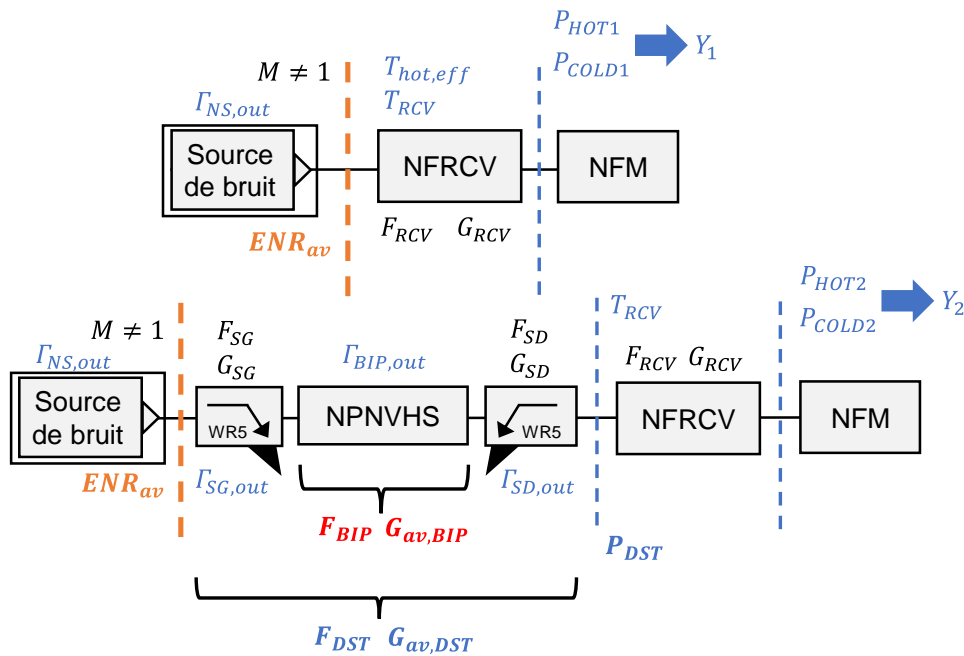 P_HOT1
P_COLD1
Y_1
M ≠ 1
T_hot,eff
T_RCV
Γ_NS,out
Source
de bruit
NFRCV
NFM
ENR_av
F_RCV G_RCV
P_HOT2
P_COLD2
Y_2
M ≠ 1
T_RCV
F_SG
G_SG
Γ_NS,out
Γ_BIP,out
F_SD
G_SD
F_RCV G_RCV
Source
de bruit
WR5
NPNVHS
WR5
NFRCV
NFM
ENR_av
Γ_SG,out
Γ_SD,out
F_BIP G_av,BIP
P_DST
F_DST G_av,DST